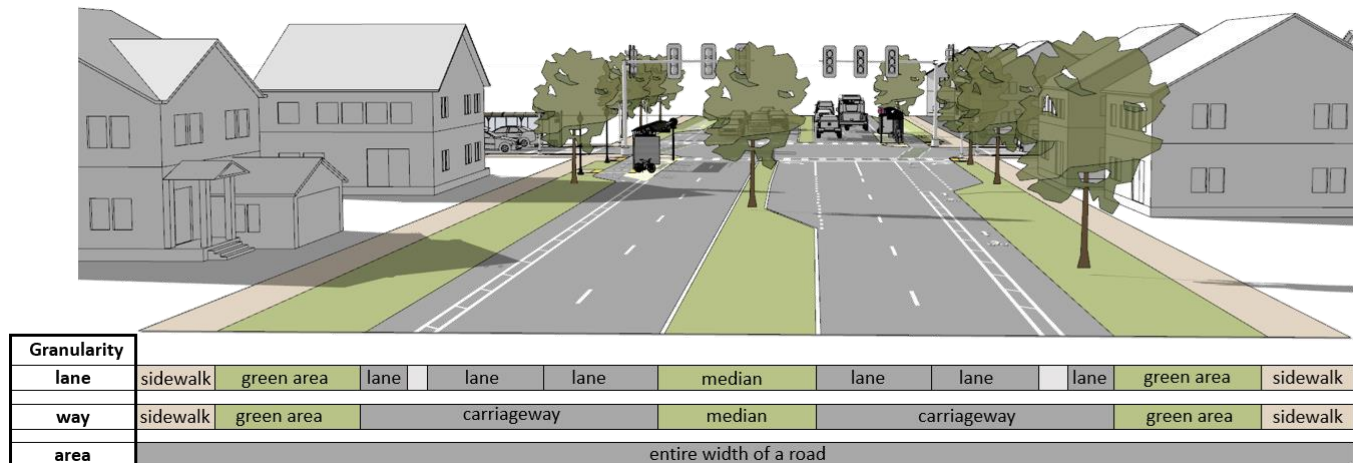 Granularity
lane sidewalk green area lane lane lane median lane lane lane green area sidewalk
way sidewalk green area carriageway median carriageway green area sidewalk
area entire width of a road